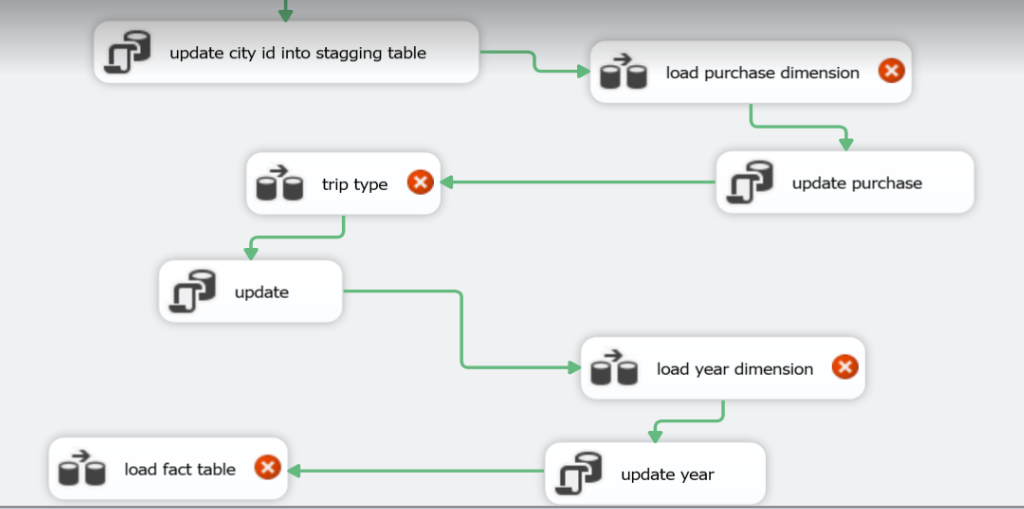 update city id into stagging table
load purchase dimension
update purchase
trip type
update
load year dimension
update year
load fact table